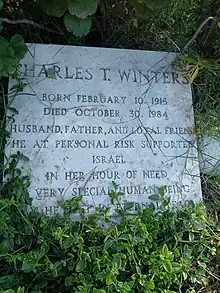 CHARLES T. WINTERS
BORN FEBRUARY 10, 1913
DIED OCTOBER 30, 1984
HUSBAND, FATHER, AND LOYAL FRIEND
HE AT PERSONAL RISK SUPPORTED
ISRAEL
IN HER HOUR OF NEED
VERY SPECIAL HUMAN BEING